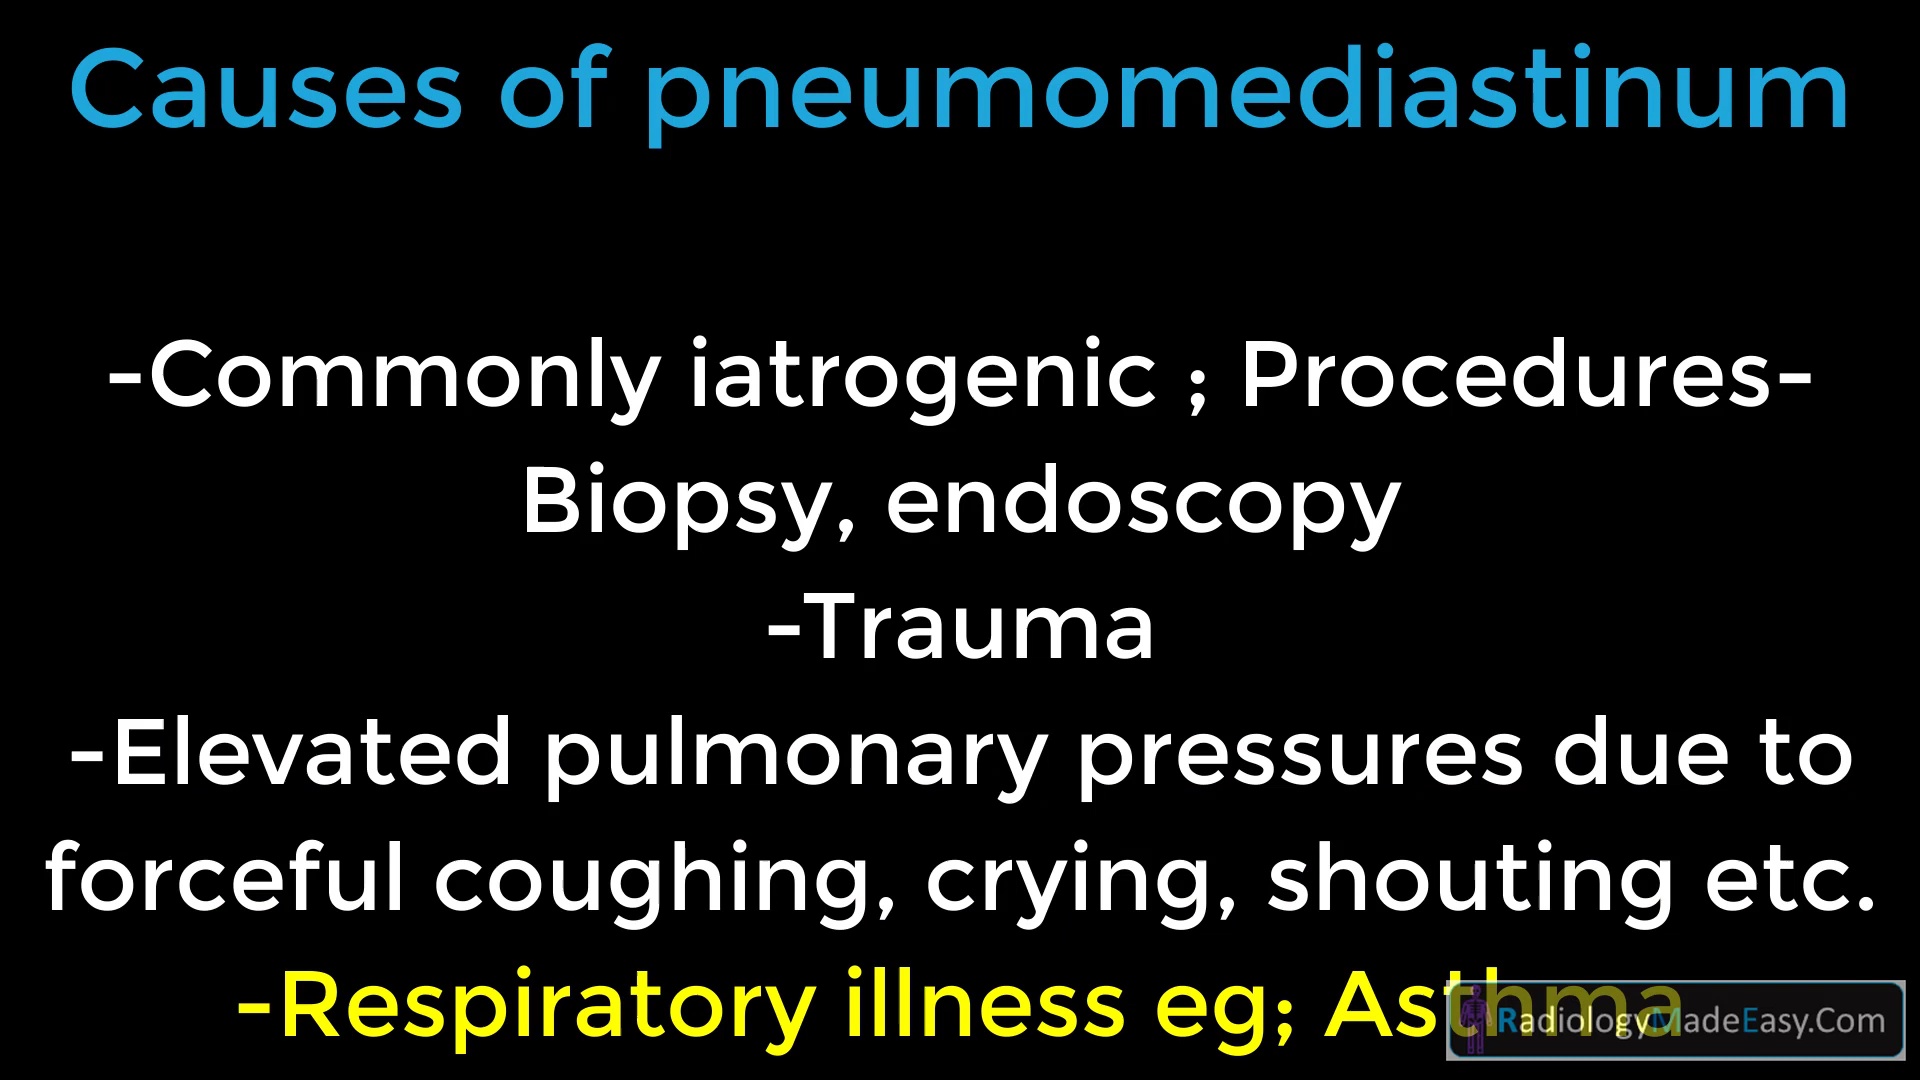 Causes of pneumomediastinum
-Commonly iatrogenic ; Procedures-
Biopsy, endoscopy
-Trauma
-Elevated pulmonary pressures due to
forceful coughing, crying, shouting etc.
-Respiratory illness eg; Asthma
RadiologyMadeEasy.Com